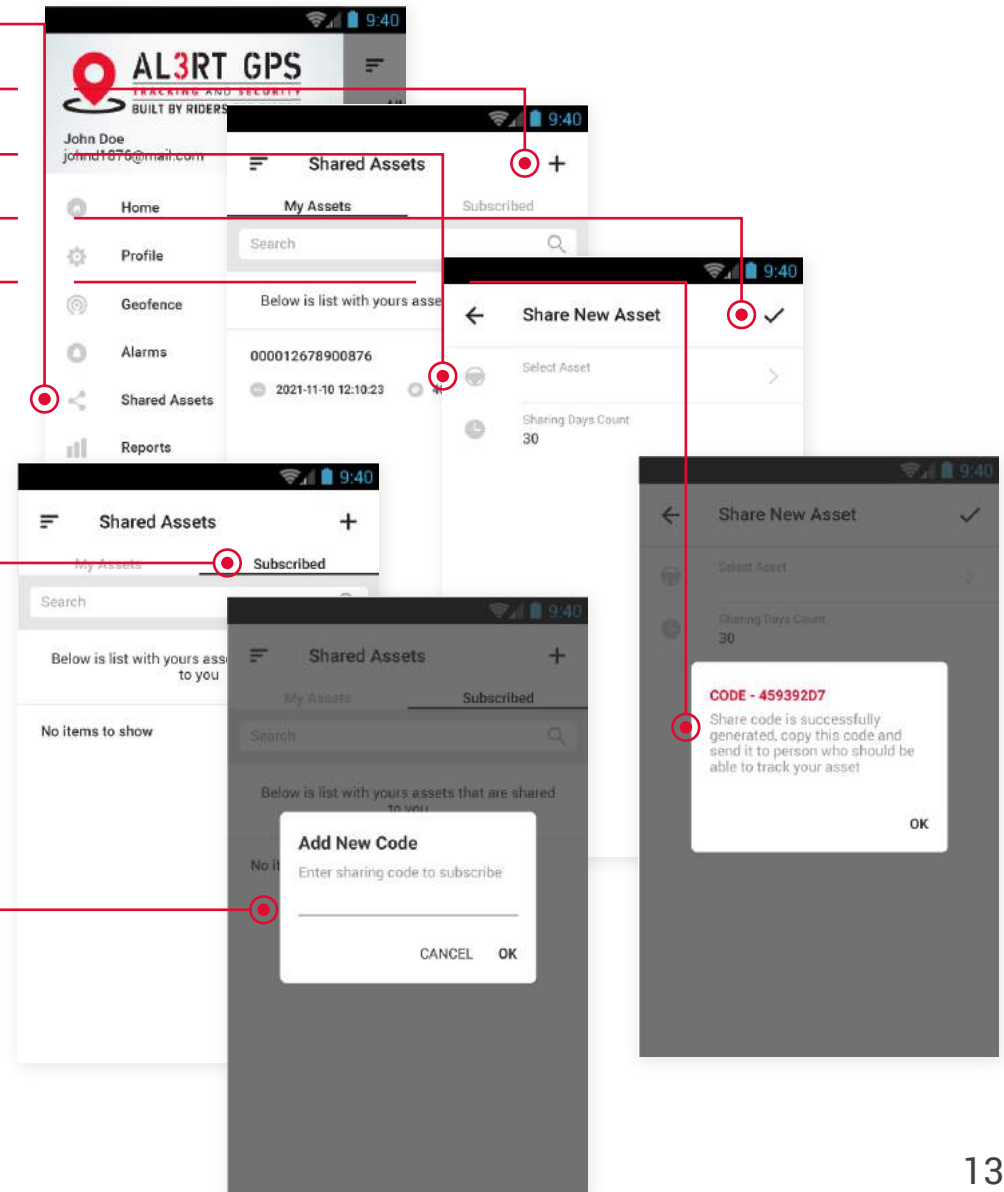 9:40
AL3RT GPS
TRACKING AND SECURITY
BUILT BY RIDERS
John Doe
johnd1876@mail.com
Home
Profile
Geofence
Alarms
Shared Assets
Reports
9:40
Shared Assets
My Assets
Subscribed
Search
Below is list with yours asse
000012678900876
2021-11-10 12:10:23
9:40
Share New Asset
Select Asset
Sharing Days Count
30
9:40
Shared Assets
My Assets
Subscribed
Search
Below is list with yours ass
to you
No items to show
9:40
Shared Assets
My Assets
Subscribed
Search
Below is list with yours assets that are shared
to you
No it
Add New Code
Enter sharing code to subscribe
CANCEL OK
9:40
Share New Asset
Select Asset
Sharing Days Count
30
CODE - 459392D7
Share code is successfully
generated, copy this code and
send it to person who should be
able to track your asset
OK
13